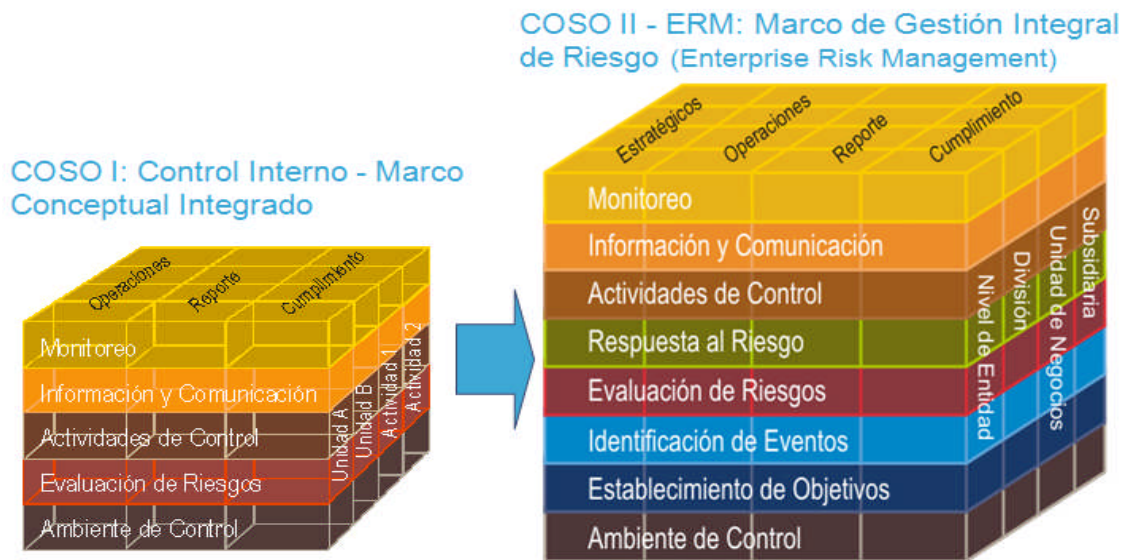 COSO II - ERM: Marco de Gestión Integral
de Riesgo (Enterprise Risk Management)
COSO I: Control Interno - Marco
Conceptual Integrado
Operaciones
Reporte
Cumplimiento
Monitoreo
Información y Comunicación
Actividades de Control
Evaluación de Riesgos
Ambiente de Control
Unidad A
Unidad B
Actividad 1
Actividad 2
Estratégicos
Operaciones
Reporte
Cumplimiento
Monitoreo
Información y Comunicación
Actividades de Control
Respuesta al Riesgo
Evaluación de Riesgos
Identificación de Eventos
Establecimiento de Objetivos
Ambiente de Control
Nivel de Entidad
División
Unidad de Negocios
Subsidiaria